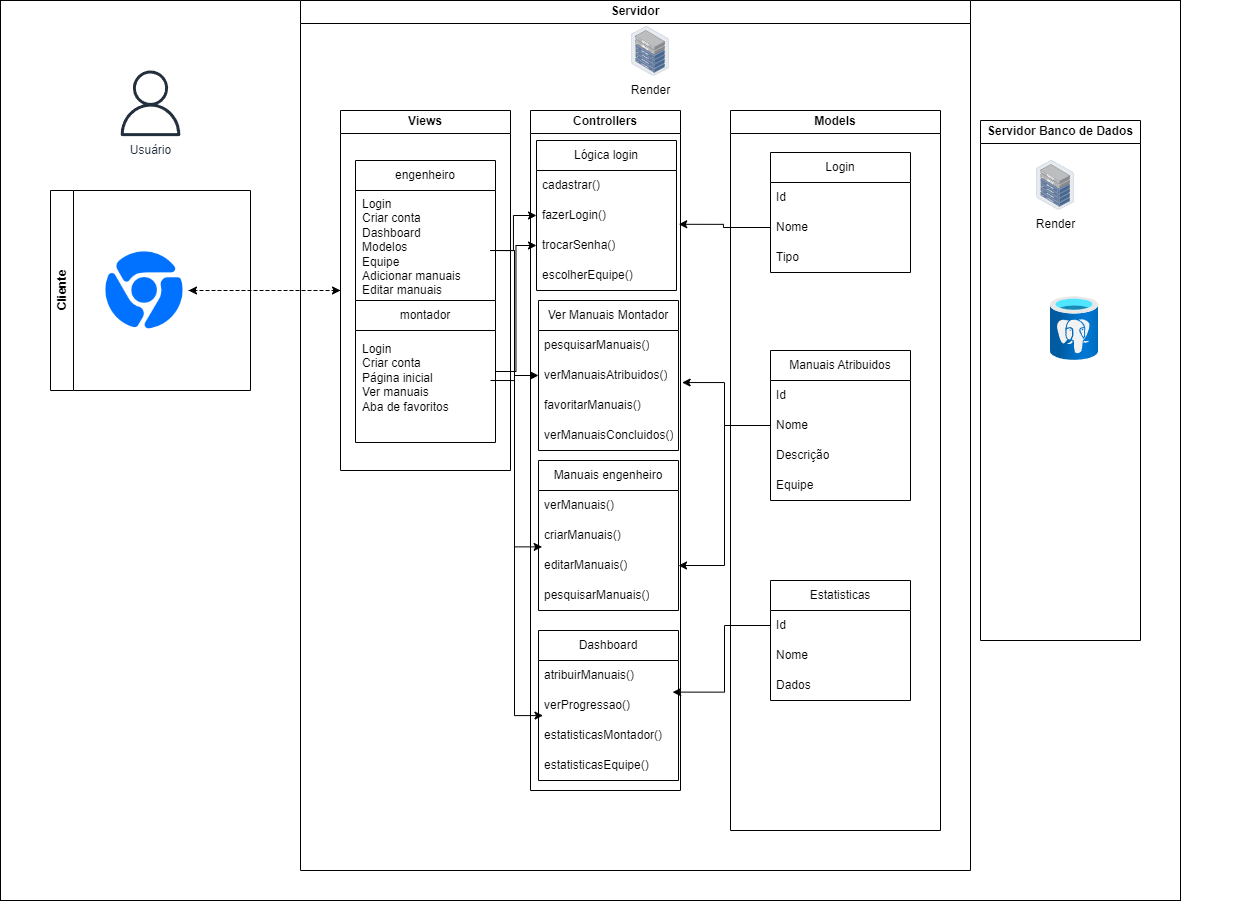 Servidor
Render
Usuário
Cliente
Views
engenheiro
Login
Criar conta
Dashboard
Modelos
Equipe
Adicionar manuais
Editar manuais
montador
Login
Criar conta
Página inicial
Ver manuais
Aba de favoritos
Controllers
Lógica login
cadastrar()
fazerLogin()
trocarSenha()
escolherEquipe()
Ver Manuais Montador
pesquisarManuais()
verManuaisAtribuidos()
favoritarManuais()
verManuaisConcluidos()
Manuais engenheiro
verManuais()
criarManuais()
editarManuais()
pesquisarManuais()
Dashboard
atribuirManuais()
verProgressao()
estatisticasMontador()
estatisticasEquipe()
Models
Login
Id
Nome
Tipo
Manuais Atribuidos
Id
Nome
Descrição
Equipe
Estatisticas
Id
Nome
Dados
Servidor Banco de Dados
Render